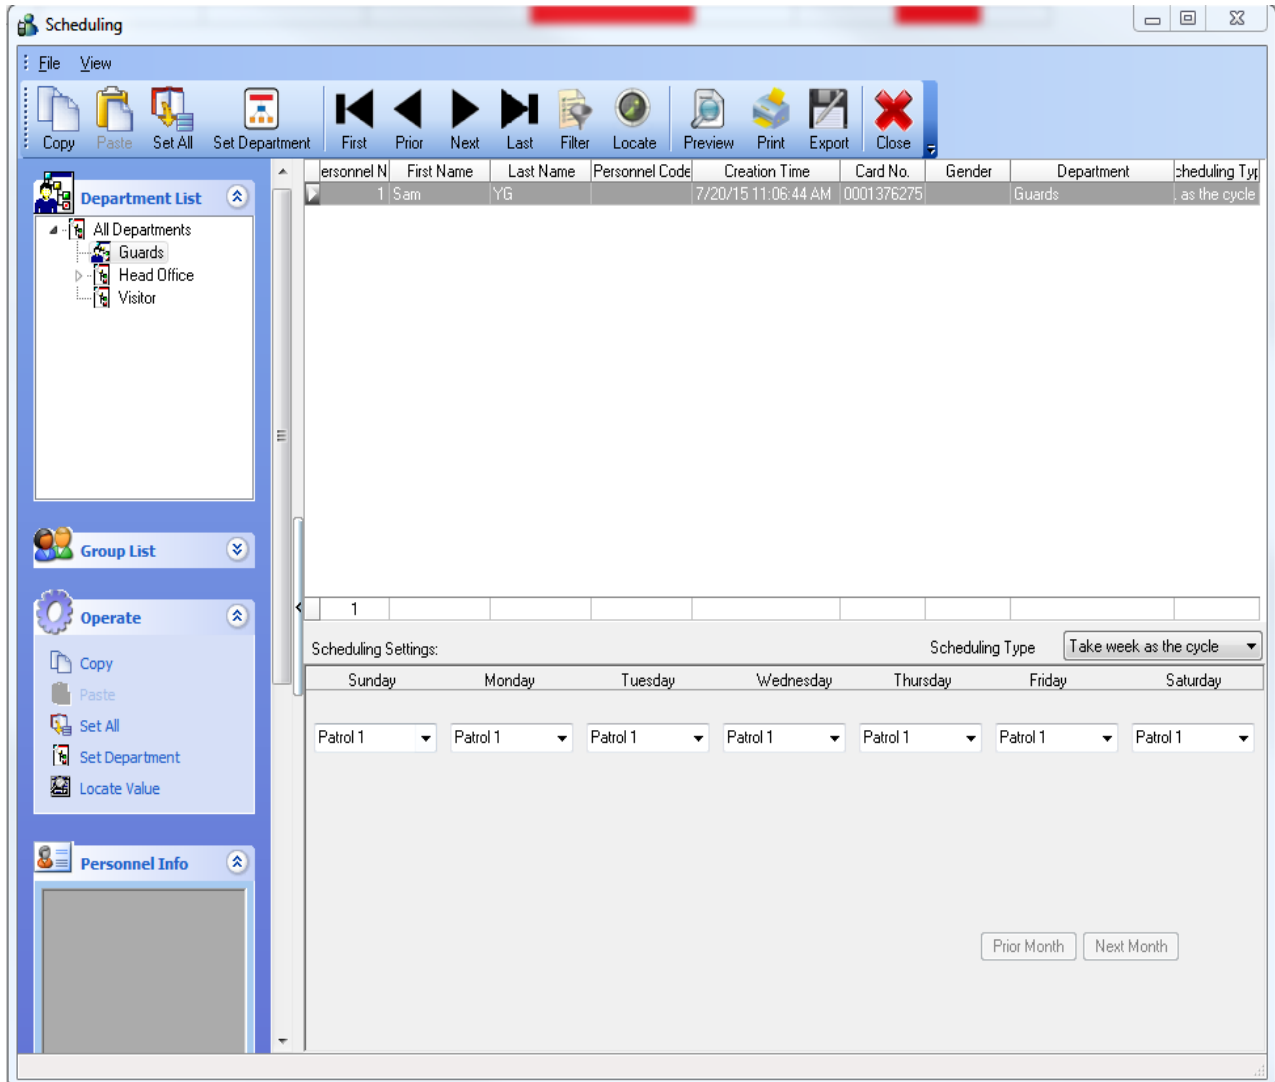 Scheduling
File View
Copy Paste Set All Set Department First Prior Next Last Filter Locate Preview Print Export Close
Department List
All Departments
Guards
Head Office
Visitor
Group List
Operate
Copy
Paste
Set All
Set Department
Locate Value
Personnel Info
ersonnel N First Name Last Name Personnel Code Creation Time Card No. Gender Department cheduling Typ
1 Sam YG 7/20/15 11:06:44 AM 0001376275 Guards . as the cycle
1
Scheduling Settings: Scheduling Type Take week as the cycle
Sunday Monday Tuesday Wednesday Thursday Friday Saturday
Patrol 1 Patrol 1 Patrol 1 Patrol 1 Patrol 1 Patrol 1 Patrol 1
Prior Month Next Month